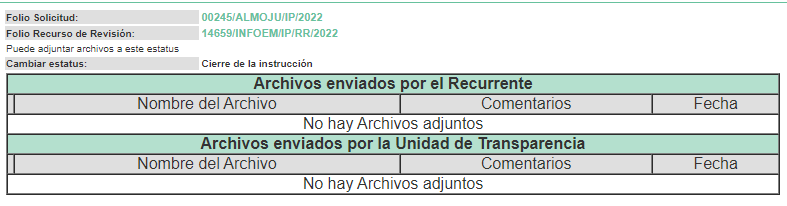 Folio Solicitud: 00245/ALMOJU/IP/2022
Folio Recurso de Revisión: 14659/INFOEM/IP/RR/2022
Puede adjuntar archivos a este estatus
Cambiar estatus: Cierre de la instrucción
Archivos enviados por el Recurrente
Nombre del Archivo Comentarios Fecha
No hay Archivos adjuntos
Archivos enviados por la Unidad de Transparencia
Nombre del Archivo Comentarios Fecha
No hay Archivos adjuntos